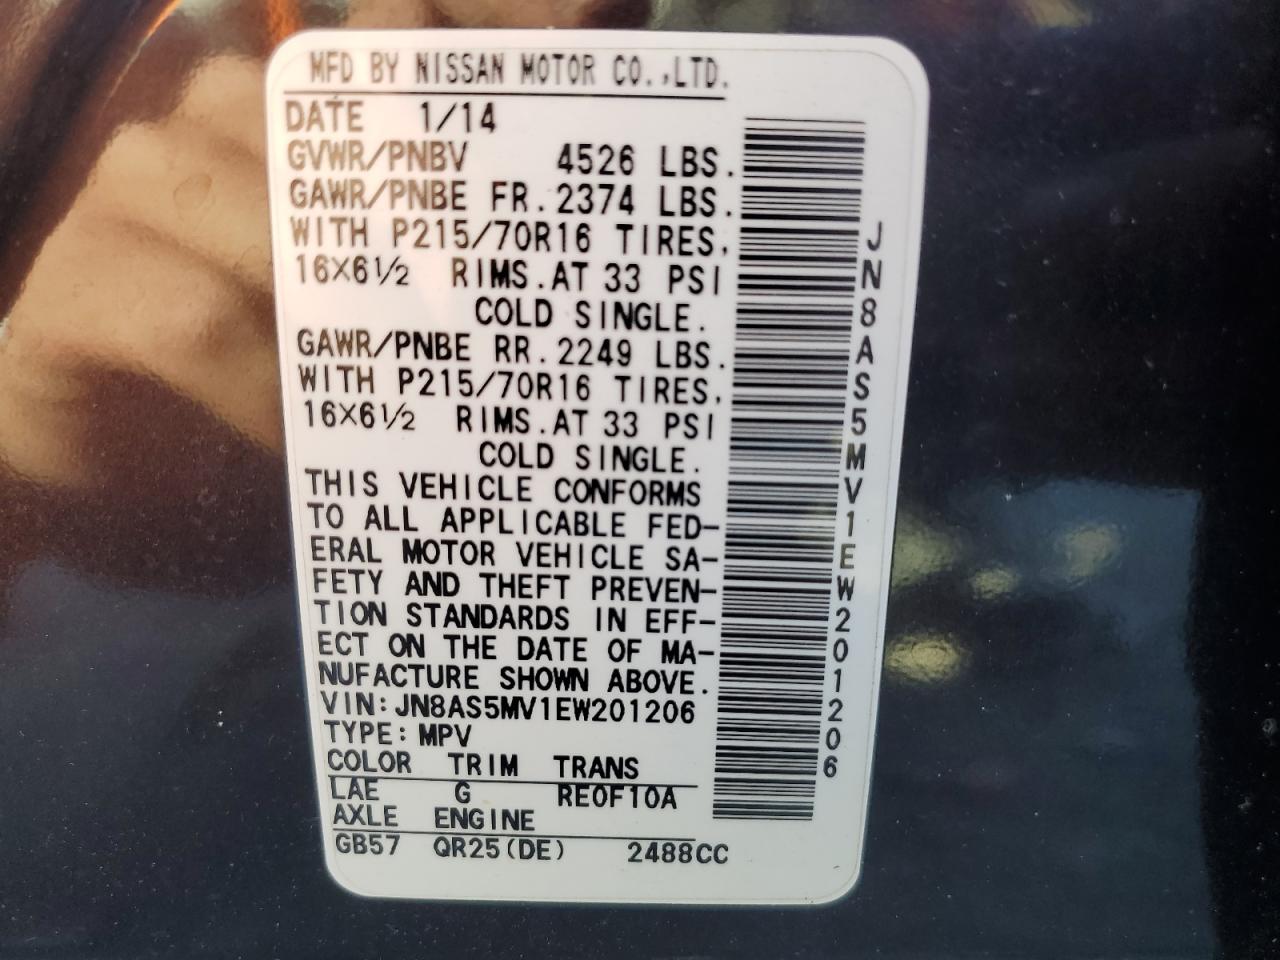 MFD BY NISSAN MOTOR CO.,LTD.
DATE 1/14
GVWR/PNBV 4526 LBS.
GAWR/PNBE FR. 2374 LBS.
WITH P215/70R16 TIRES,
16X6½ RIMS. AT 33 PSI
COLD SINGLE.
GAWR/PNBE RR. 2249 LBS.
WITH P215/70R16 TIRES,
16X6½ RIMS. AT 33 PSI
COLD SINGLE.
THIS VEHICLE CONFORMS
TO ALL APPLICABLE FED-
ERAL MOTOR VEHICLE SA-
FETY AND THEFT PREVEN-
TION STANDARDS IN EFF-
ECT ON THE DATE OF MA-
NUFACTURE SHOWN ABOVE.
VIN: JN8AS5MV1EW201206
TYPE: MPV
COLOR TRIM TRANS
LAE G RE0F10A
AXLE ENGINE
GB57 QR25(DE) 2488CC
JN8AS5MV1EW201206